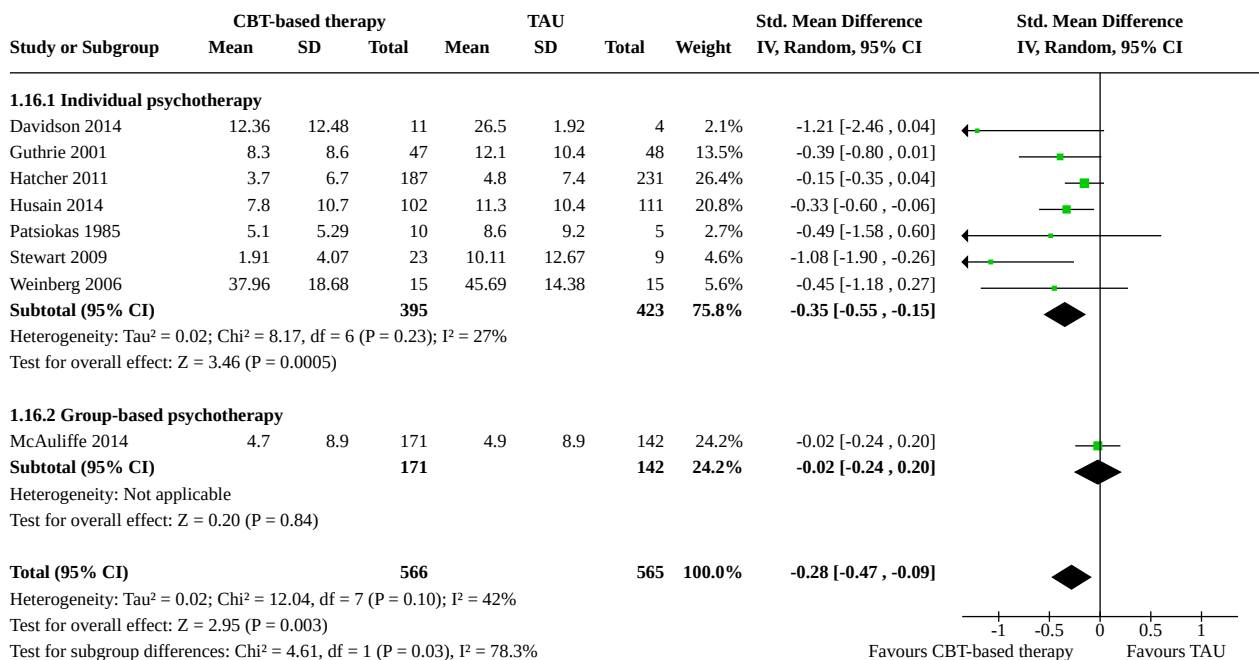 CBT-based therapy TAU Std. Mean Difference Std. Mean Difference
Study or Subgroup Mean SD Total Mean SD Total Weight IV, Random, 95% CI IV, Random, 95% CI
1.16.1 Individual psychotherapy
Davidson 2014 12.36 12.48 11 26.5 1.92 4 2.1% -1.21 [-2.46 , 0.04]
Guthrie 2001 8.3 8.6 47 12.1 10.4 48 13.5% -0.39 [-0.80 , 0.01]
Hatcher 2011 3.7 6.7 187 4.8 7.4 231 26.4% -0.15 [-0.35 , 0.04]
Husain 2014 7.8 10.7 102 11.3 10.4 111 20.8% -0.33 [-0.60 , -0.06]
Patsiokas 1985 5.1 5.29 10 8.6 9.2 5 2.7% -0.49 [-1.58 , 0.60]
Stewart 2009 1.91 4.07 23 10.11 12.67 9 4.6% -1.08 [-1.90 , -0.26]
Weinberg 2006 37.96 18.68 15 45.69 14.38 15 5.6% -0.45 [-1.18 , 0.27]
Subtotal (95% CI) 395 423 75.8% -0.35 [-0.55 , -0.15]
Heterogeneity: Tau² = 0.02; Chi² = 8.17, df = 6 (P = 0.23); I² = 27%
Test for overall effect: Z = 3.46 (P = 0.0005)
1.16.2 Group-based psychotherapy
McAuliffe 2014 4.7 8.9 171 4.9 8.9 142 24.2% -0.02 [-0.24 , 0.20]
Subtotal (95% CI) 171 142 24.2% -0.02 [-0.24 , 0.20]
Heterogeneity: Not applicable
Test for overall effect: Z = 0.20 (P = 0.84)
Total (95% CI) 566 565 100.0% -0.28 [-0.47 , -0.09]
Heterogeneity: Tau² = 0.02; Chi² = 12.04, df = 7 (P = 0.10); I² = 42%
Test for overall effect: Z = 2.95 (P = 0.003)
-1 -0.5 0 0.5 1
Test for subgroup differences: Chi² = 4.61, df = 1 (P = 0.03), I² = 78.3% Favours CBT-based therapy Favours TAU